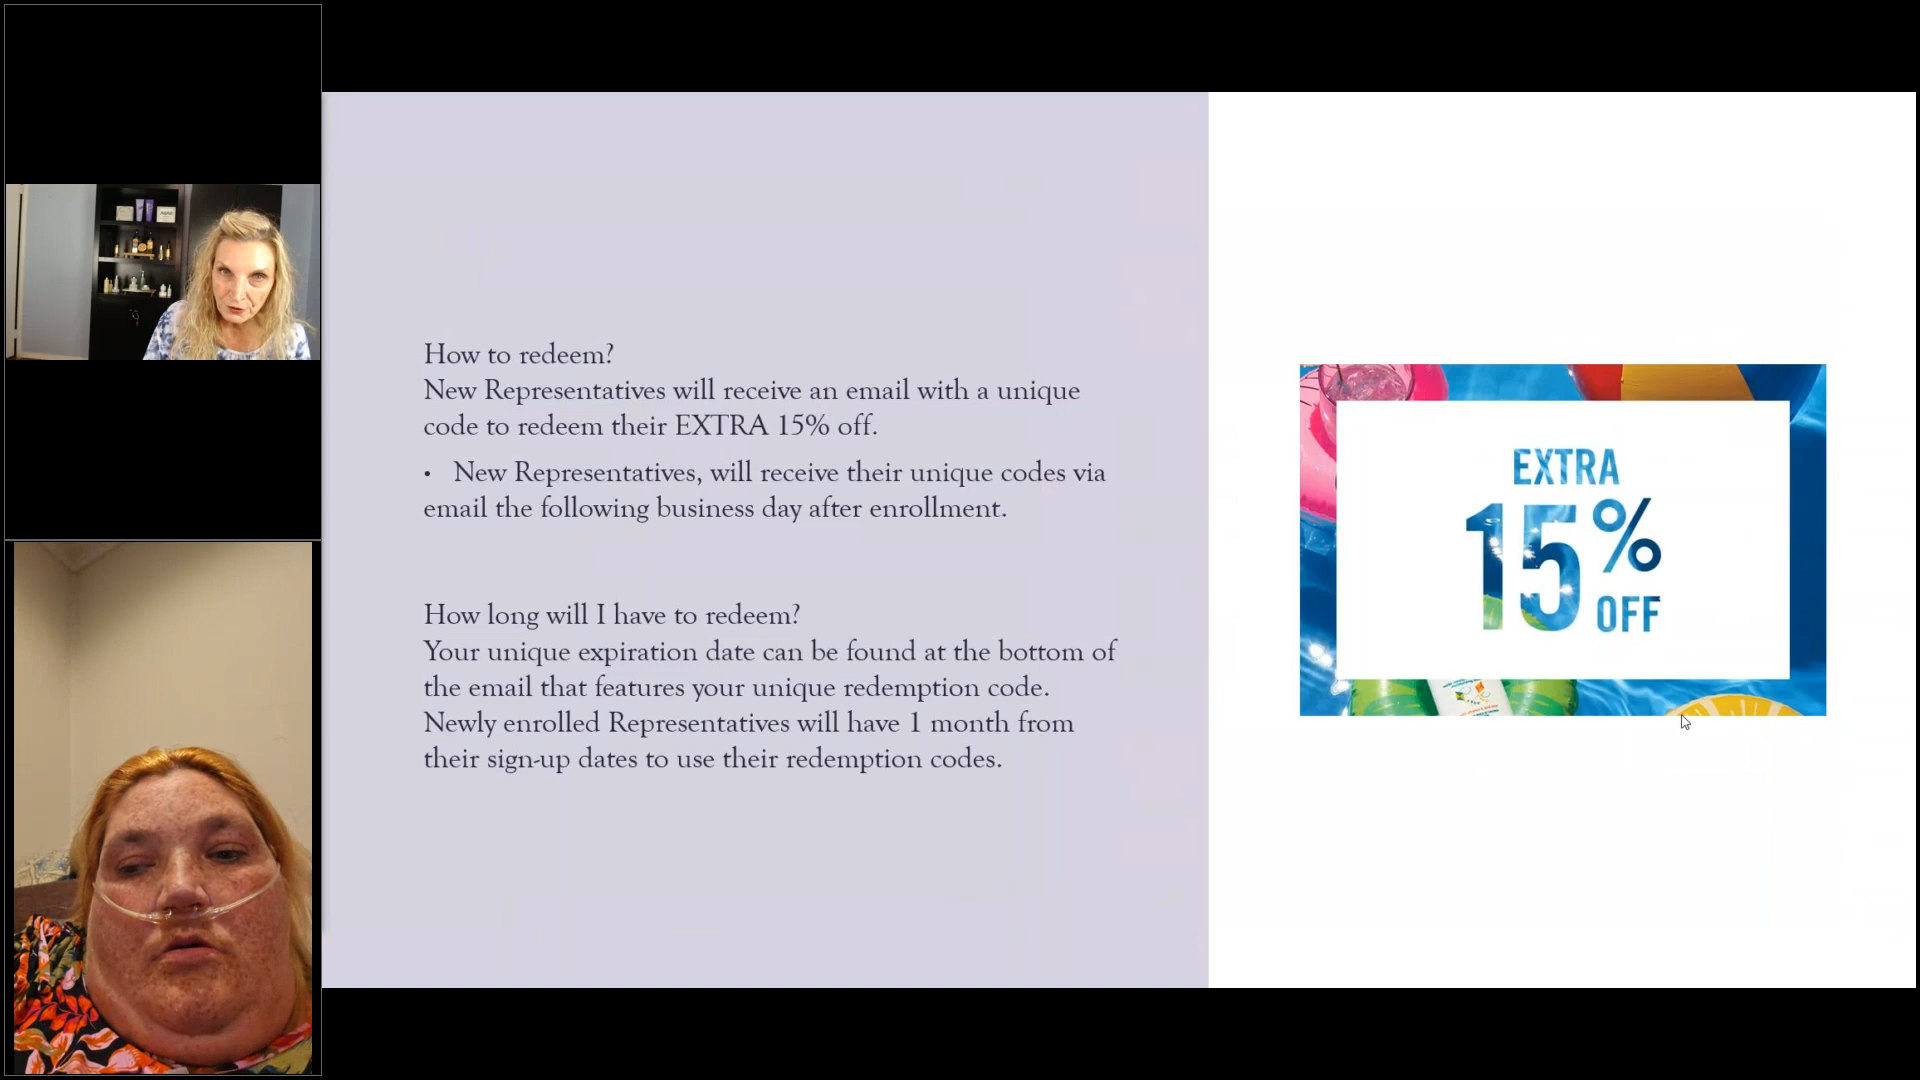 How to redeem?
New Representatives will receive an email with a unique
code to redeem their EXTRA 15% off.
• New Representatives, will receive their unique codes via
email the following business day after enrollment.
How long will I have to redeem?
Your unique expiration date can be found at the bottom of
the email that features your unique redemption code.
Newly enrolled Representatives will have 1 month from
their sign-up dates to use their redemption codes.
EXTRA
15%
OFF